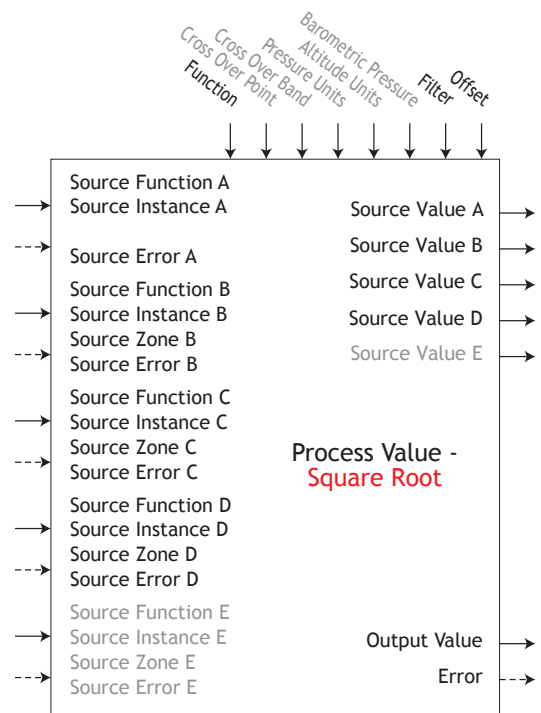 Function
Cross Over Point
Cross Over Band
Pressure Units
Altitude Units
Barometric Pressure
Filter
Offset
Source Function A
Source Instance A
Source Error A
Source Function B
Source Instance B
Source Zone B
Source Error B
Source Function C
Source Instance C
Source Zone C
Source Error C
Source Function D
Source Instance D
Source Zone D
Source Error D
Source Function E
Source Instance E
Source Zone E
Source Error E
Source Value A
Source Value B
Source Value C
Source Value D
Source Value E
Process Value -
Square Root
Output Value
Error